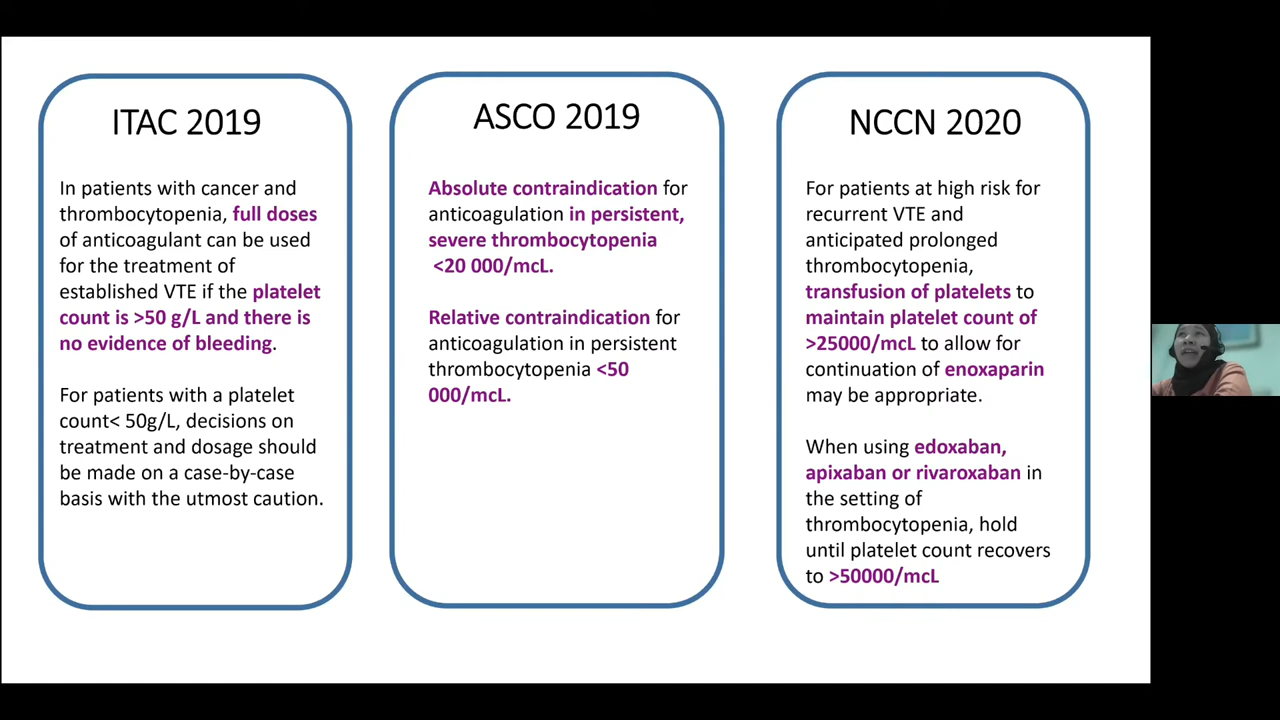 ITAC 2019
In patients with cancer and
thrombocytopenia, full doses
of anticoagulant can be used
for the treatment of
established VTE if the platelet
count is >50 g/L and there is
no evidence of bleeding.
For patients with a platelet
count< 50g/L, decisions on
treatment and dosage should
be made on a case-by-case
basis with the utmost caution.
ASCO 2019
Absolute contraindication for
anticoagulation in persistent,
severe thrombocytopenia
<20 000/mcL.
Relative contraindication for
anticoagulation in persistent
thrombocytopenia <50
000/mcL.
NCCN 2020
For patients at high risk for
recurrent VTE and
anticipated prolonged
thrombocytopenia,
transfusion of platelets to
maintain platelet count of
>25000/mcL to allow for
continuation of enoxaparin
may be appropriate.
When using edoxaban,
apixaban or rivaroxaban in
the setting of
thrombocytopenia, hold
until platelet count recovers
to >50000/mcL